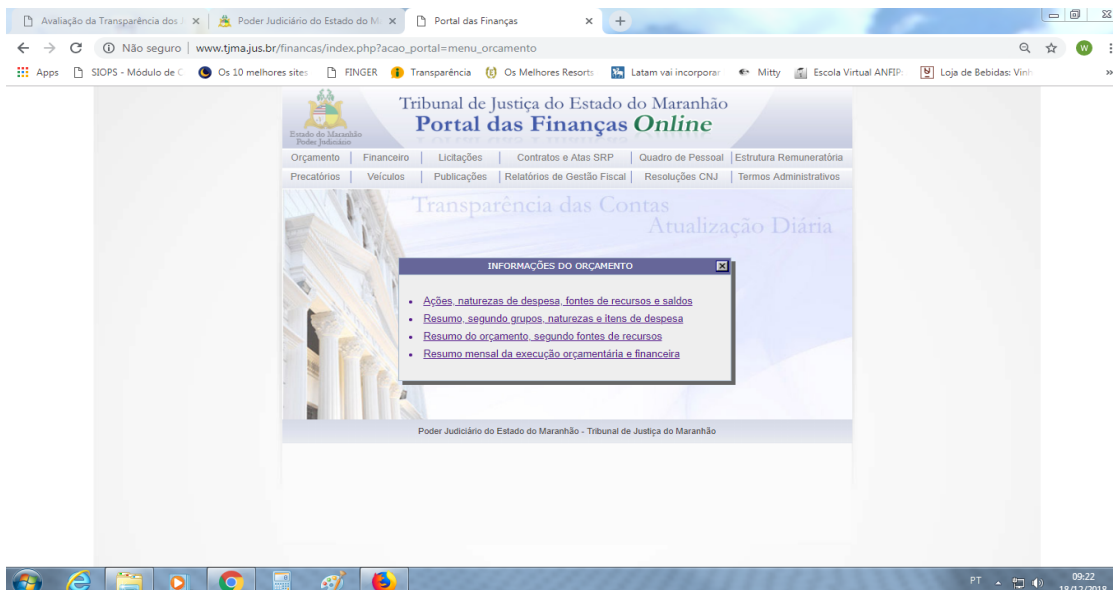 Avaliação da Transparência dos J
Poder Judiciário do Estado do M
Portal das Finanças
Não seguro | www.tjma.jus.br/financas/index.php?acao_portal=menu_orcamento
W
Apps
SIOPS - Módulo de C
Os 10 melhores sites
FINGER
Transparência
Os Melhores Resorts
Latam vai incorporar
Mitty
Escola Virtual ANFIP:
Loja de Bebidas: Vinh
Estado do Maranhão
Poder Judiciário
Tribunal de Justiça do Estado do Maranhão
Portal das Finanças Online
Orçamento | Financeiro | Licitações | Contratos e Atas SRP | Quadro de Pessoal | Estrutura Remuneratória
Precatórios | Veículos | Publicações | Relatórios de Gestão Fiscal | Resoluções CNJ | Termos Administrativos
Transparência das Contas
Atualização Diária
INFORMAÇÕES DO ORÇAMENTO
Ações, naturezas de despesa, fontes de recursos e saldos
Resumo, segundo grupos, naturezas e itens de despesa
Resumo do orçamento, segundo fontes de recursos
Resumo mensal da execução orçamentária e financeira
Poder Judiciário do Estado do Maranhão - Tribunal de Justiça do Maranhão
PT
09:22
18/12/2018